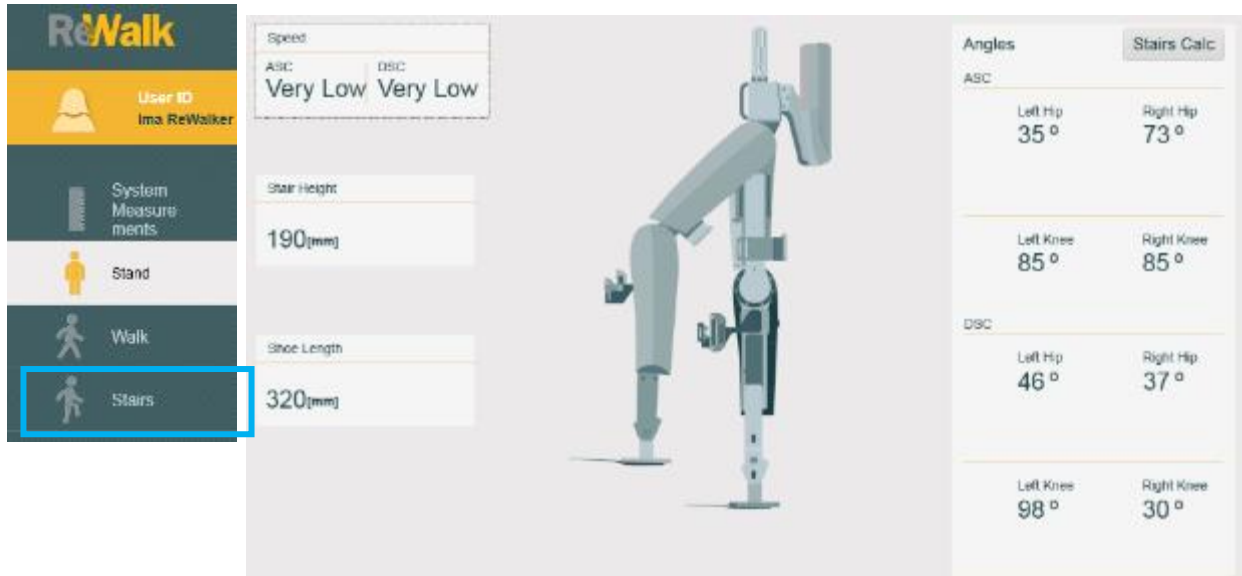 ReWalk
User ID
Ima ReWalker
System
Measure
ments
Stand
Walk
Stairs
Speed
ASC DSC
Very Low Very Low
Stair Height
190[mm]
Shoe Length
320[mm]
Angles Stairs Calc
ASC
Left Hip Right Hip
35 º 73 º
Left Knee Right Knee
85 º 85 º
DSC
Left Hip Right Hip
46 º 37 º
Left Knee Right Knee
98 º 30 º